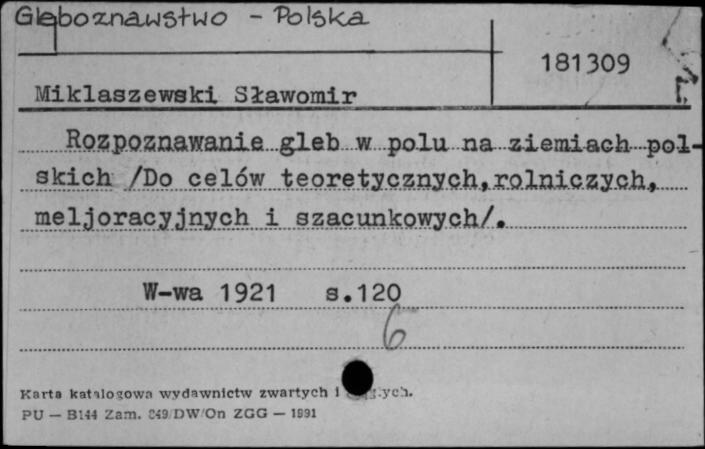 Gleboznawstwo - Polska
181309
Miklaszewski Sławomir
Rozpoznawanie gleb w polu na ziemiach pol-
skich /Do celów teoretycznych,rolniczych,
meljoracyjnych i szacunkowych/.
W-wa 1921 s.120
6
Karta katalogowa wydawnictw zwartych i
PU — B144 Zam. 849/DW/On ZGG — 1991